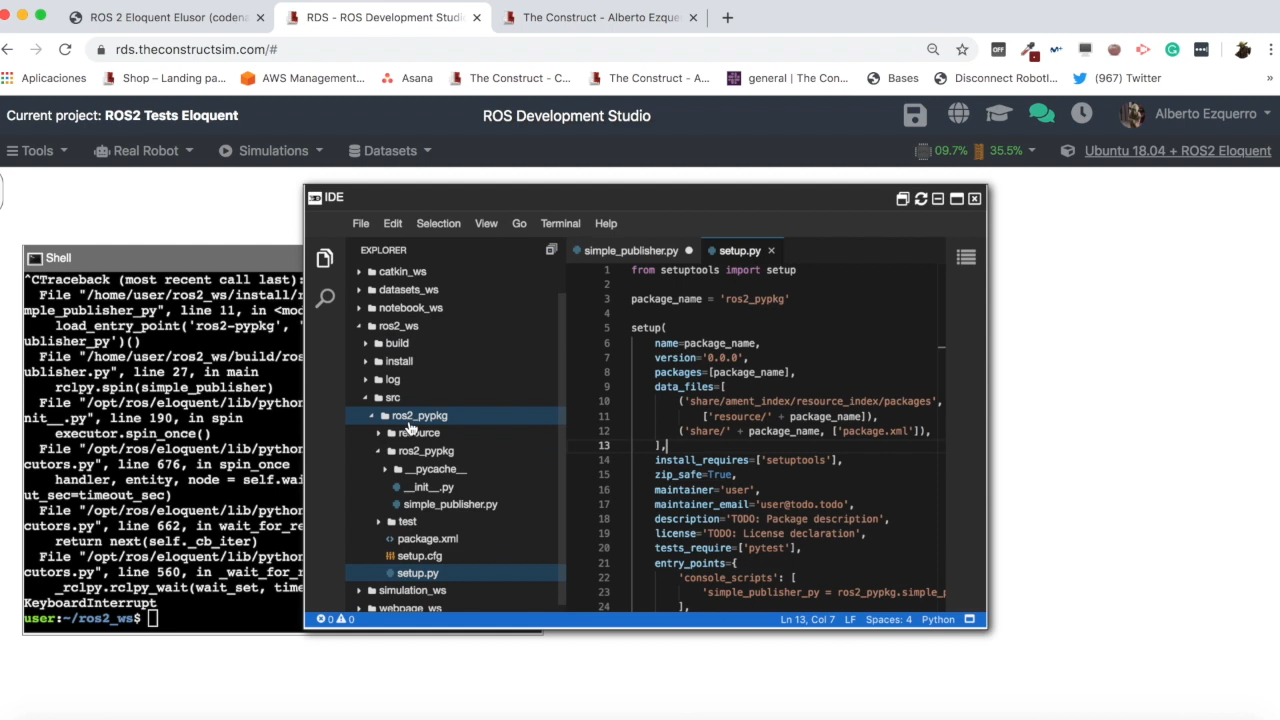 ROS 2 Eloquent Elusor (coden
RDS - ROS Development Studi
The Construct - Alberto Ezque
rds.theconstructsim.com/#
Aplicaciones
Shop – Landing pa...
AWS Management...
Asana
The Construct - C...
The Construct - A...
general | The Con...
Bases
Disconnect Robotl...
(967) Twitter
Current project: ROS2 Tests Eloquent
ROS Development Studio
Alberto Ezquerro
Tools
Real Robot
Simulations
Datasets
09.7%
35.5%
Ubuntu 18.04 + ROS2 Eloquent
Shell
^CTraceback (most recent call last):
File "/home/user/ros2_ws/install/r
mple_publisher_py", line 11, in <mod
load_entry_point('ros2-pypkg', '
ublisher_py')()
File "/home/user/ros2_ws/build/ros
ublisher.py", line 27, in main
rclpy.spin(simple_publisher)
File "/opt/ros/eloquent/lib/python
init__.py", line 190, in spin
executor.spin_once()
File "/opt/ros/eloquent/lib/python
cutors.py", line 676, in spin_once
handler, entity, node = self.wai
ut_sec=timeout_sec)
File "/opt/ros/eloquent/lib/python
cutors.py", line 662, in wait_for_re
return next(self._cb_iter)
File "/opt/ros/eloquent/lib/python
cutors.py", line 560, in _wait_for_r
_rclpy.rclpy_wait(wait_set, time
KeyboardInterrupt
user:~/ros2_ws$
IDE
File Edit Selection View Go Terminal Help
EXPLORER
catkin_ws
datasets_ws
notebook_ws
ros2_ws
build
install
log
src
ros2_pypkg
resource
ros2_pypkg
__pycache__
__init__.py
simple_publisher.py
test
package.xml
setup.cfg
setup.py
simulation_ws
webpage_ws
simple_publisher.py
setup.py
1 from setuptools import setup
2
3 package_name = 'ros2_pypkg'
4
5 setup(
6 name=package_name,
7 version='0.0.0',
8 packages=[package_name],
9 data_files=[
10 ('share/ament_index/resource_index/packages',
11 ['resource/' + package_name]),
12 ('share/' + package_name, ['package.xml']),
13 ],
14 install_requires=['setuptools'],
15 zip_safe=True,
16 maintainer='user',
17 maintainer_email='user@todo.todo',
18 description='TODO: Package description',
19 license='TODO: License declaration',
20 tests_require=['pytest'],
21 entry_points={
22 'console_scripts': [
23 'simple_publisher_py = ros2_pypkg.simple_p
24 ],
0 0
Ln 13, Col 7
LF
Spaces: 4
Python